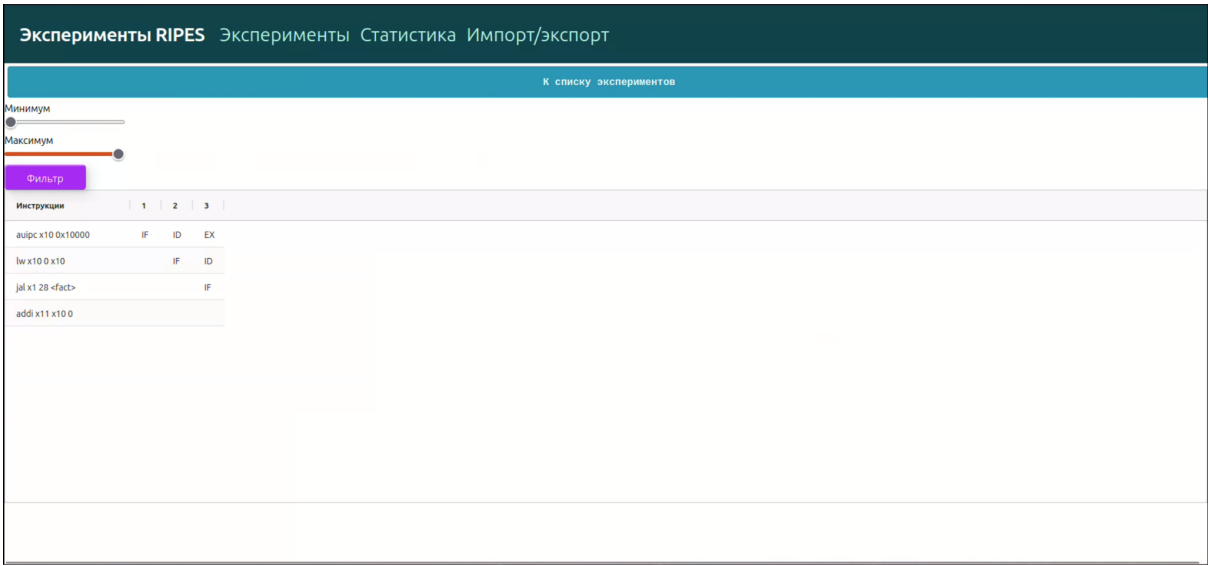 Эксперименты RIPES Эксперименты Статистика Импорт/экспорт
К списку экспериментов
Минимум
Максимум
Фильтр
Инструкции 1 2 3
auipc x10 0x10000 IF ID EX
lw x10 0 x10 IF ID
jal x1 28 <fact> IF
addi x11 x10 0